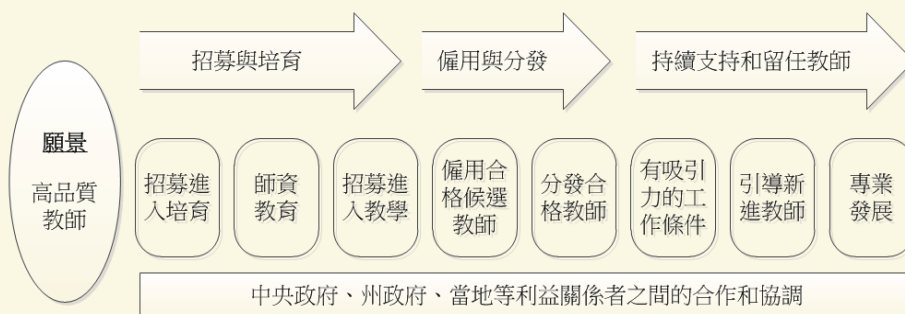 招募與培育
僱用與分發
持續支持和留任教師
願景
高品質
教師
招募進
入培育
師資
教育
招募進
入教學
僱用合
格候選
教師
分發合
格教師
有吸引
力的工
作條件
引導新
進教師
專業
發展
中央政府、州政府、當地等利益關係者之間的合作和協調